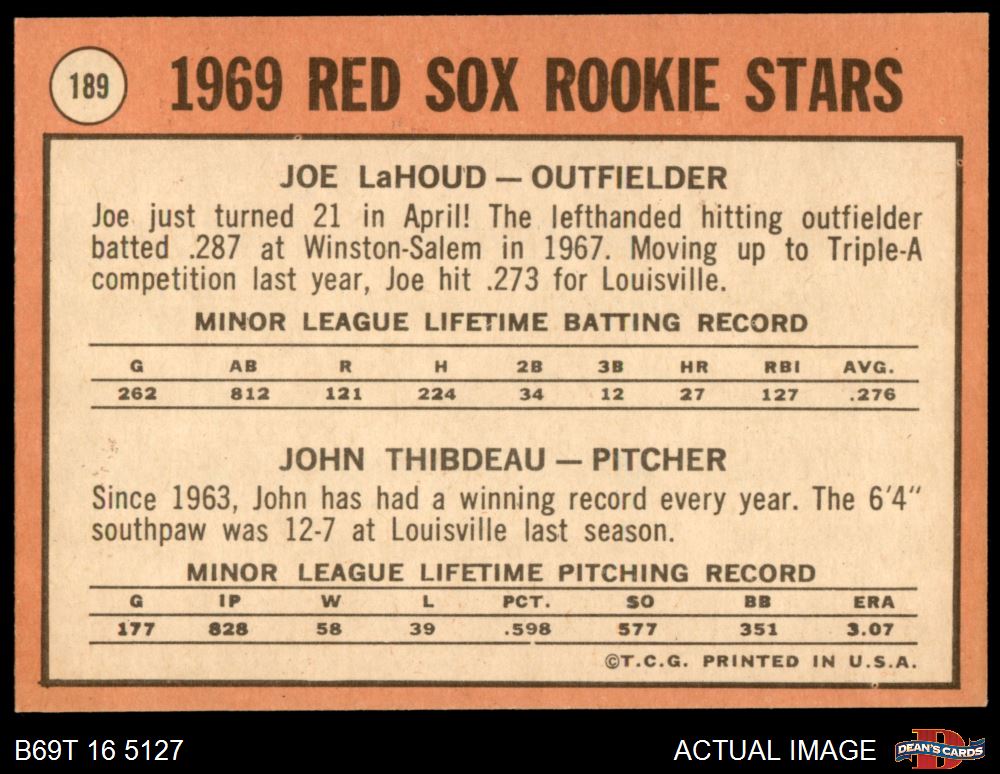 189
1969 RED SOX ROOKIE STARS
JOE LaHOUD — OUTFIELDER
Joe just turned 21 in April! The lefthanded hitting outfielder
batted .287 at Winston-Salem in 1967. Moving up to Triple-A
competition last year, Joe hit .273 for Louisville.
MINOR LEAGUE LIFETIME BATTING RECORD
G AB R H 2B 3B HR RBI AVG.
262 812 121 224 34 12 27 127 .276
JOHN THIBDEAU — PITCHER
Since 1963, John has had a winning record every year. The 6'4"
southpaw was 12-7 at Louisville last season.
MINOR LEAGUE LIFETIME PITCHING RECORD
G IP W L PCT. SO BB ERA
177 828 58 39 .598 577 351 3.07
©T.C.G. PRINTED IN U.S.A.
B69T 16 5127
ACTUAL IMAGE
D
DEAN'S CARDS